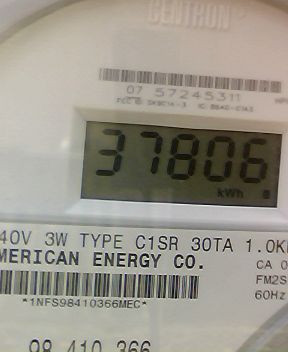 CENTRON
07 57245311
37806
kWh
40V 3W TYPE C1SR 30TA 1.0K
MERICAN ENERGY CO.
CA 0
FM2S
60Hz
*1NFS98410366MEC*
98 410 366